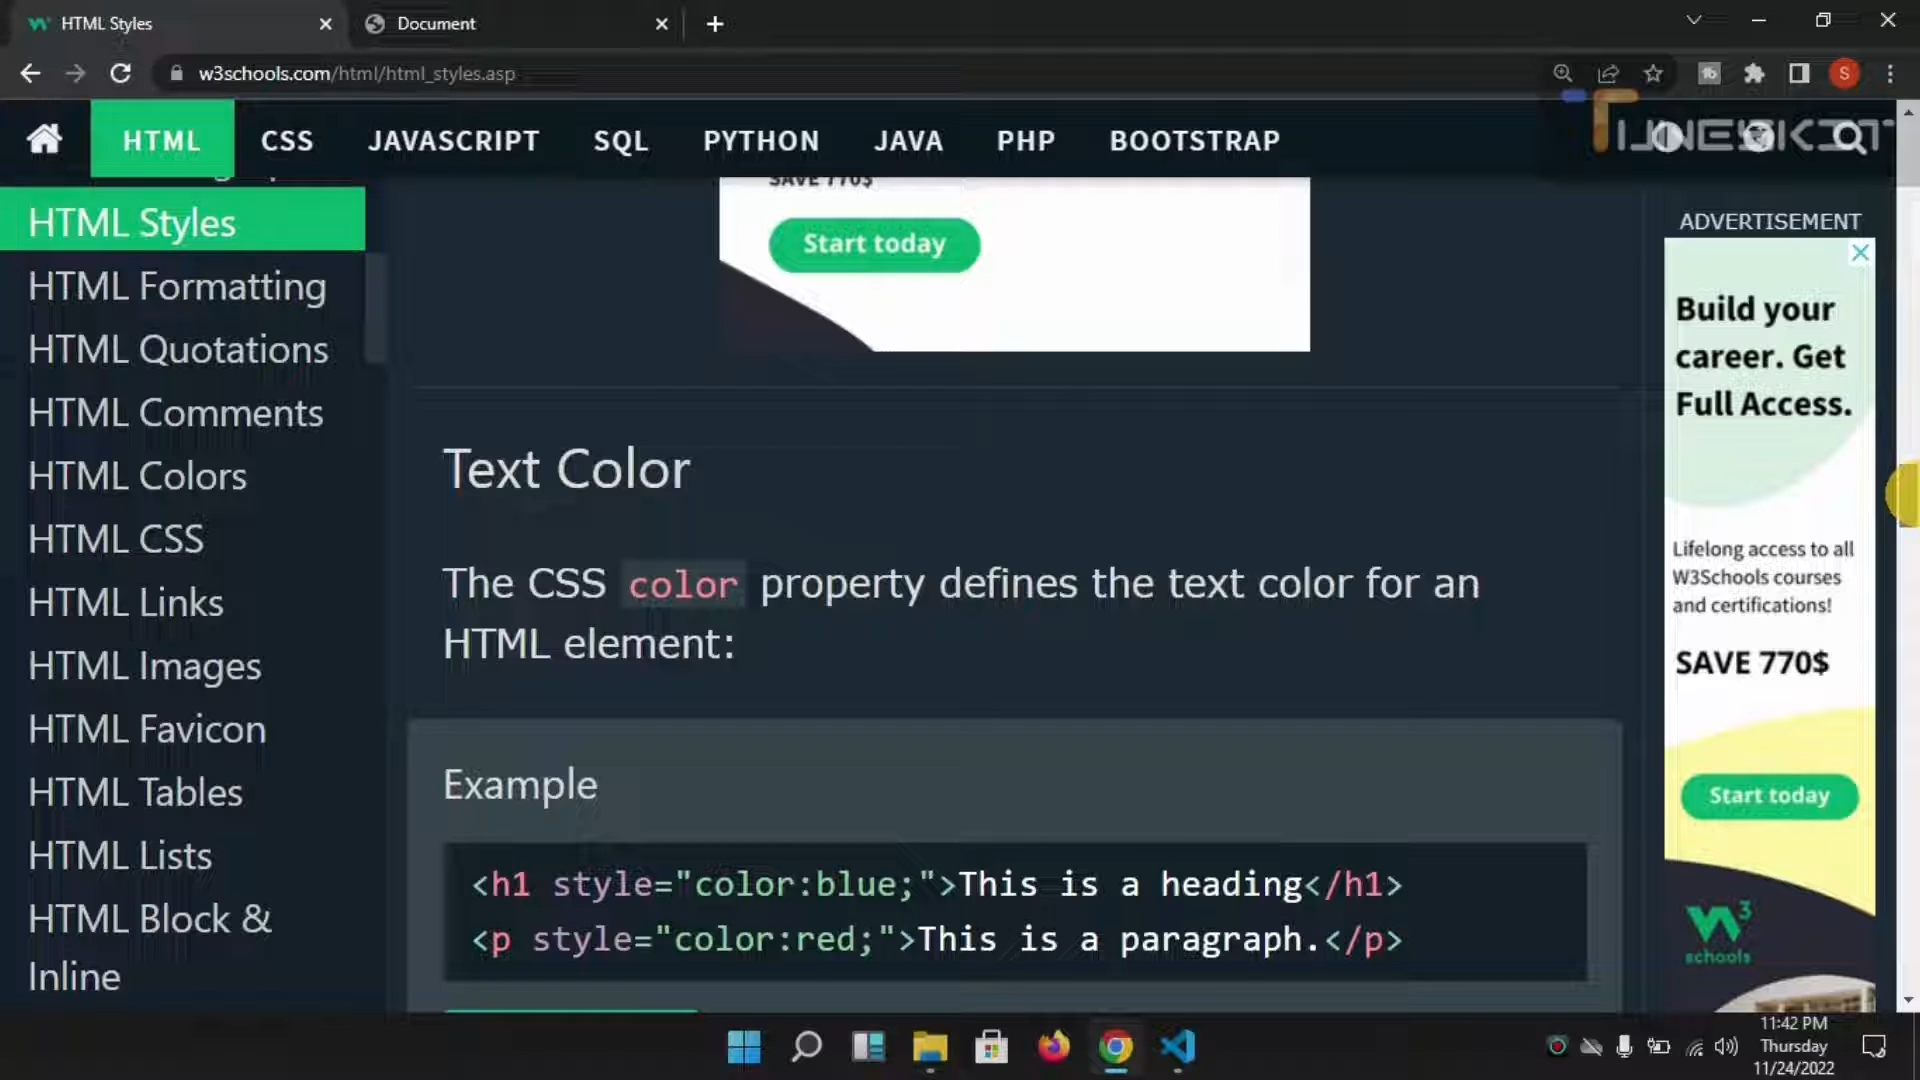 HTML Styles
Document
w3schools.com/html/html_styles.asp
S
HTML
CSS
JAVASCRIPT
SQL
PYTHON
JAVA
PHP
BOOTSTRAP
HTML Styles
HTML Formatting
HTML Quotations
HTML Comments
HTML Colors
HTML CSS
HTML Links
HTML Images
HTML Favicon
HTML Tables
HTML Lists
HTML Block &
Inline
SAVE 770$
Start today
Text Color
The CSS color property defines the text color for an
HTML element:
Example
<h1 style="color:blue;">This is a heading</h1>
<p style="color:red;">This is a paragraph.</p>
ADVERTISEMENT
Build your
career. Get
Full Access.
Lifelong access to all
W3Schools courses
and certifications!
SAVE 770$
Start today
W3
schools
11:42 PM
Thursday
11/24/2022